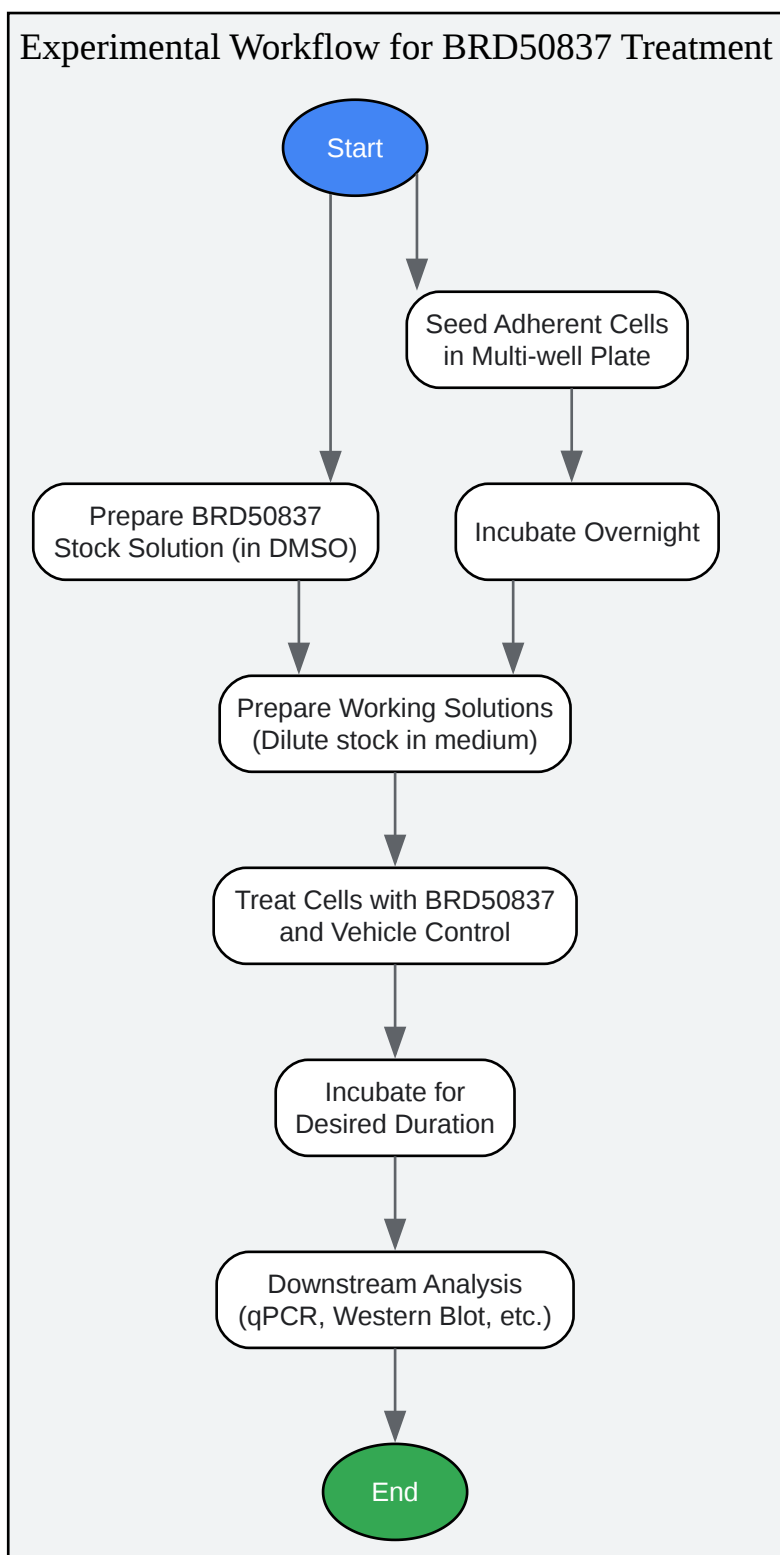 Experimental Workflow for BRD50837 Treatment
Start
Seed Adherent Cells
in Multi-well Plate
Prepare BRD50837
Stock Solution (in DMSO)
Incubate Overnight
Prepare Working Solutions
(Dilute stock in medium)
Treat Cells with BRD50837
and Vehicle Control
Incubate for
Desired Duration
Downstream Analysis
(qPCR, Western Blot, etc.)
End